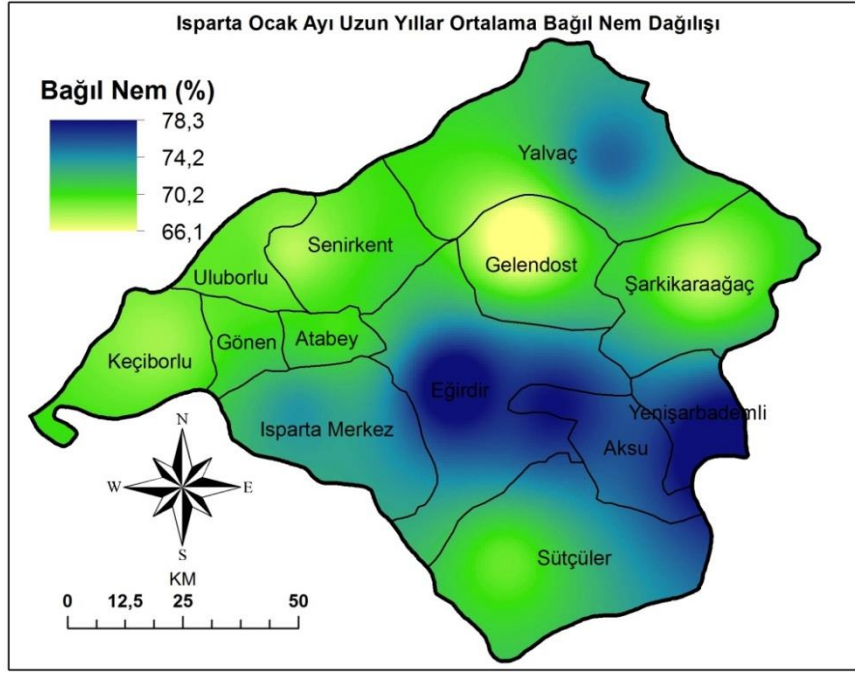 Isparta Ocak Ayı Uzun Yıllar Ortalama Bağıl Nem Dağılışı
Bağıl Nem (%)
78,3
74,2
70,2
66,1
Yalvaç
Senirkent
Gelendost
Şarkikaraağaç
Uluborlu
Gönen
Atabey
Keçiborlu
Eğirdir
Yenişarbademli
Isparta Merkez
Aksu
Sütçüler
N
W
E
S
KM
0
12,5
25
50